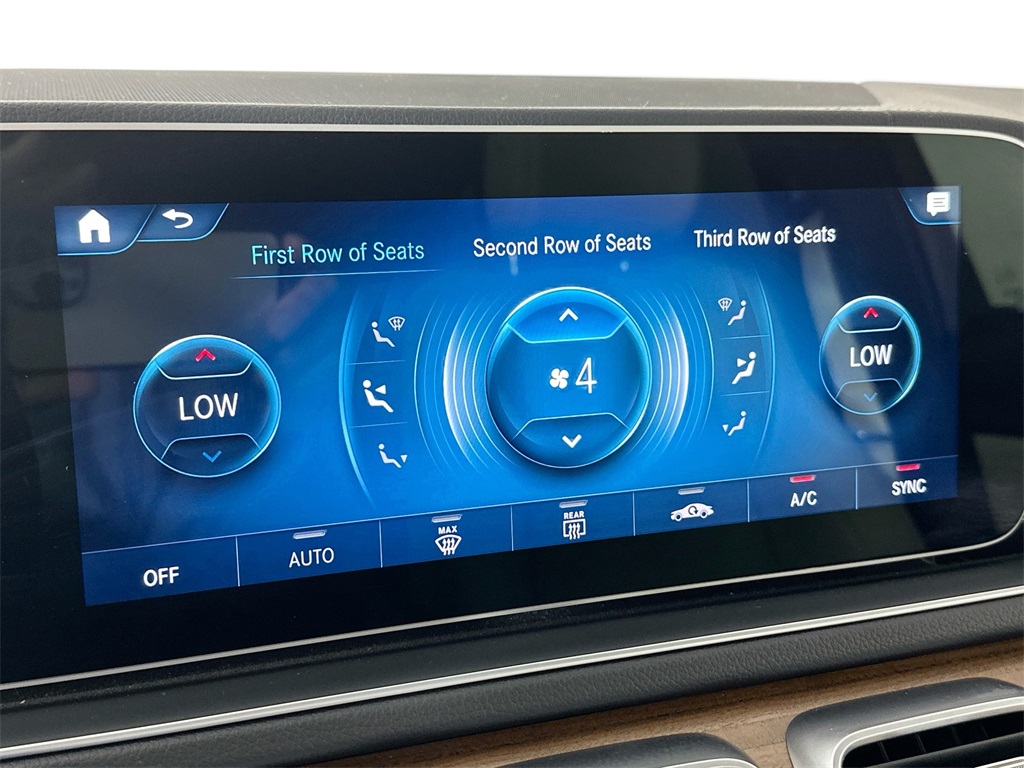 First Row of Seats
Second Row of Seats
Third Row of Seats
LOW
4
LOW
OFF
AUTO
MAX
REAR
A/C
SYNC